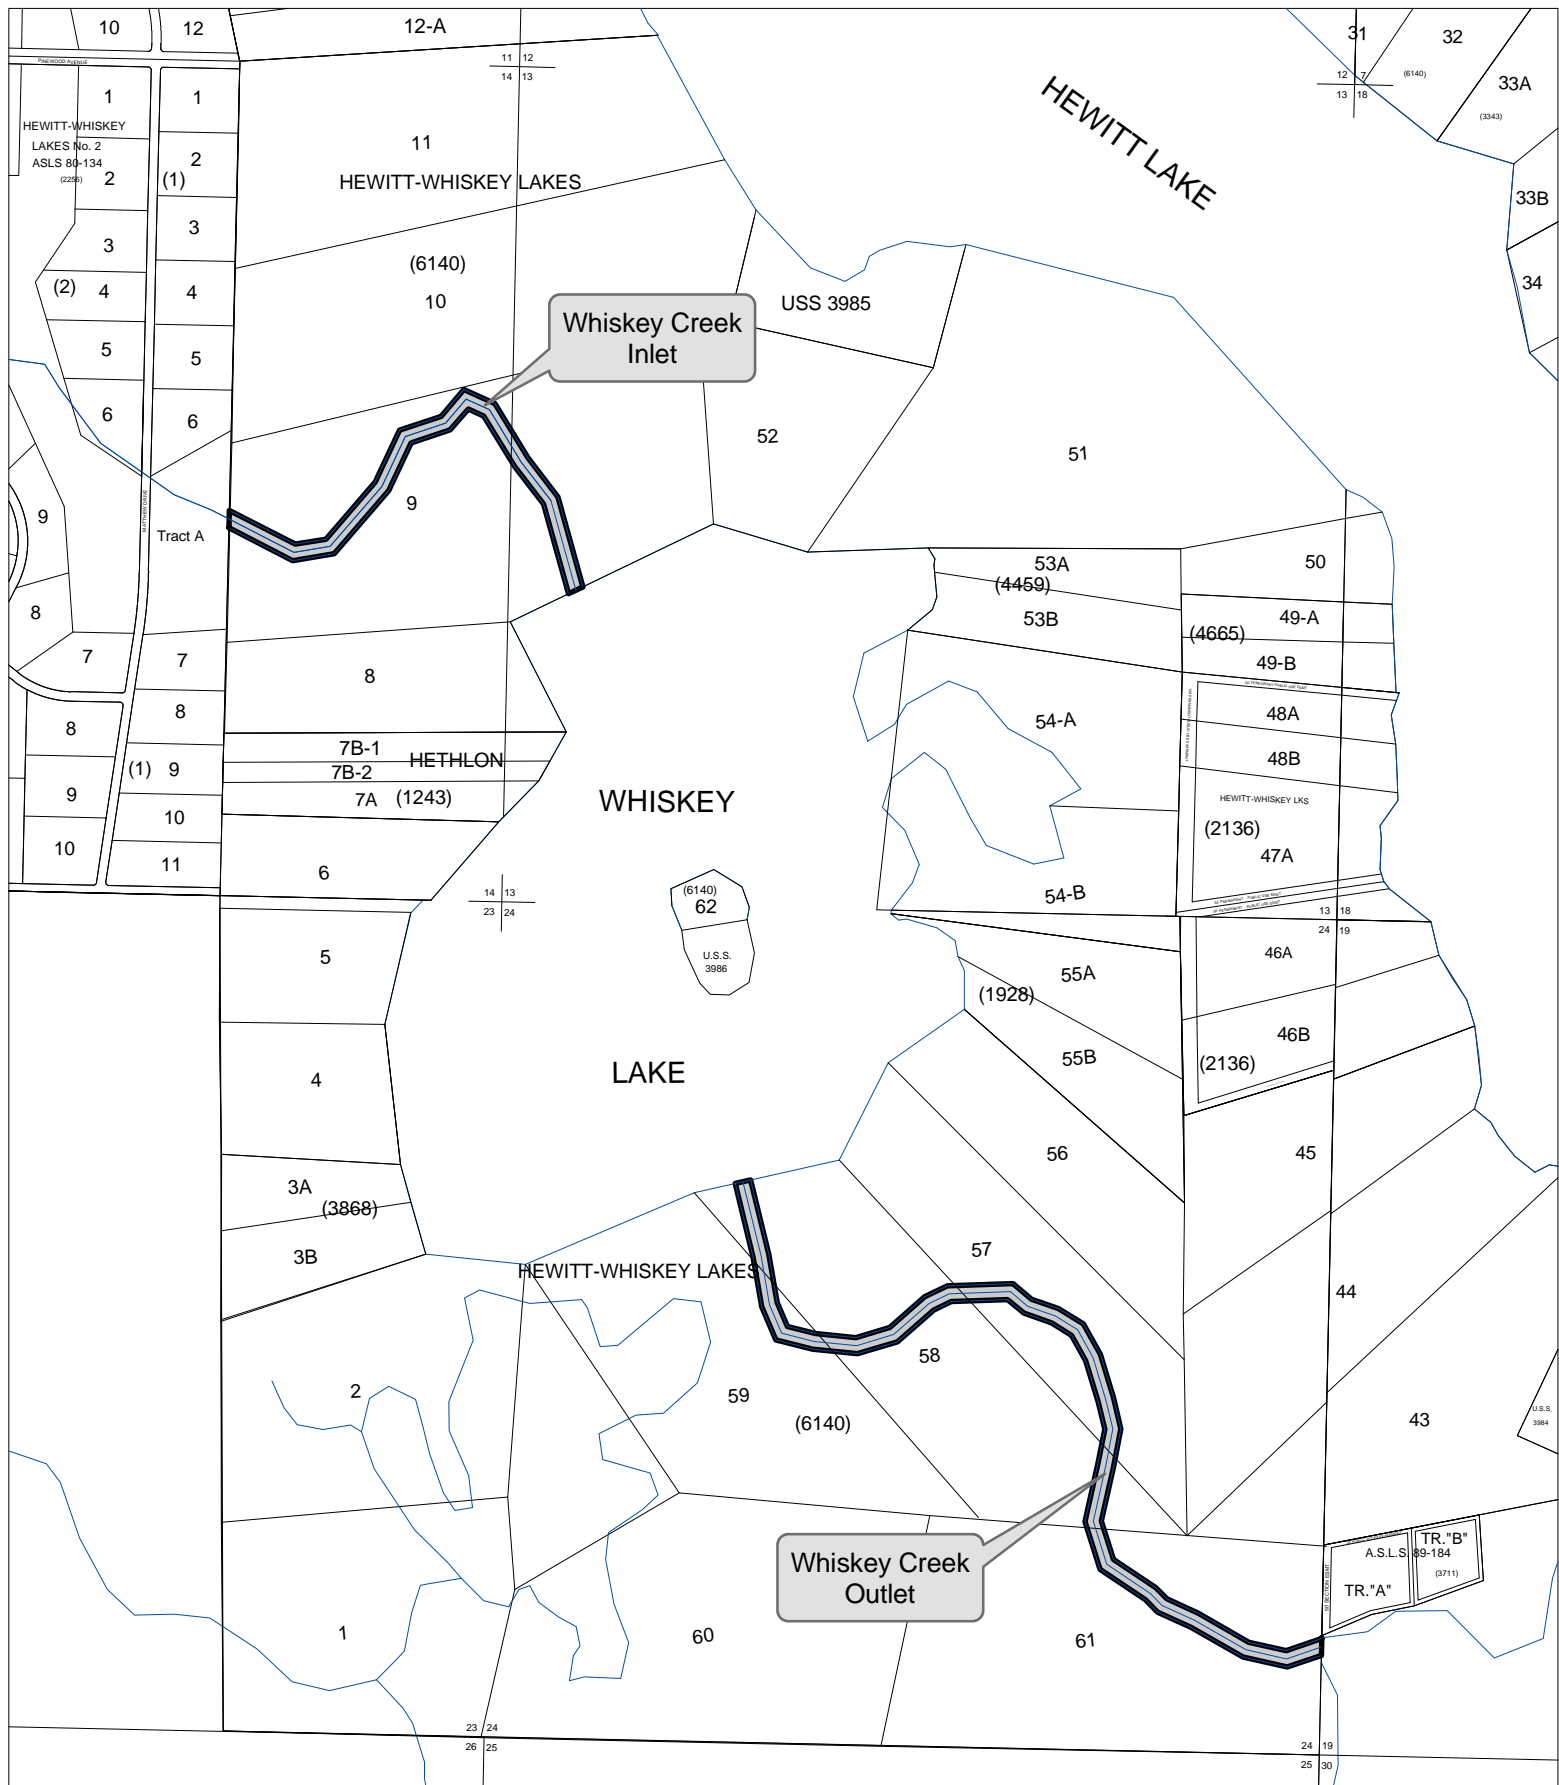 10
12
12-A
31
32
(6140)
33A
(3343)
PINEWOOD AVENUE
11 12
14 13
12 7
13 18
HEWITT LAKE
1
1
HEWITT-WHISKEY
LAKES No. 2
ASLS 80-134
(2256)
2
2
(1)
11
HEWITT-WHISKEY LAKES
33B
3
3
(6140)
10
USS 3985
34
(2)
4
4
Whiskey Creek
Inlet
5
5
6
6
52
51
9
9
MATTHEW DRIVE
Tract A
53A
(4459)
53B
50
49-A
(4665)
49-B
8
7
7
8
8
8
54-A
48A
48B
7B-1
HETHLON
7B-2
7A
(1243)
(1)
9
9
10
10
11
WHISKEY
HEWITT-WHISKEY LKS
(2136)
47A
6
14 13
23 24
(6140)
62
U.S.S.
3986
54-B
13 18
24 19
5
55A
(1928)
46A
46B
(2136)
55B
LAKE
4
56
45
3A
(3868)
3B
57
HEWITT-WHISKEY LAKES
44
58
2
59
(6140)
43
U.S.S.
3984
Whiskey Creek
Outlet
TR."B"
A.S.L.S. 89-184
(3711)
TR."A"
60 SECTION ESMT
1
60
61
23 24
26 25
24 19
25 30